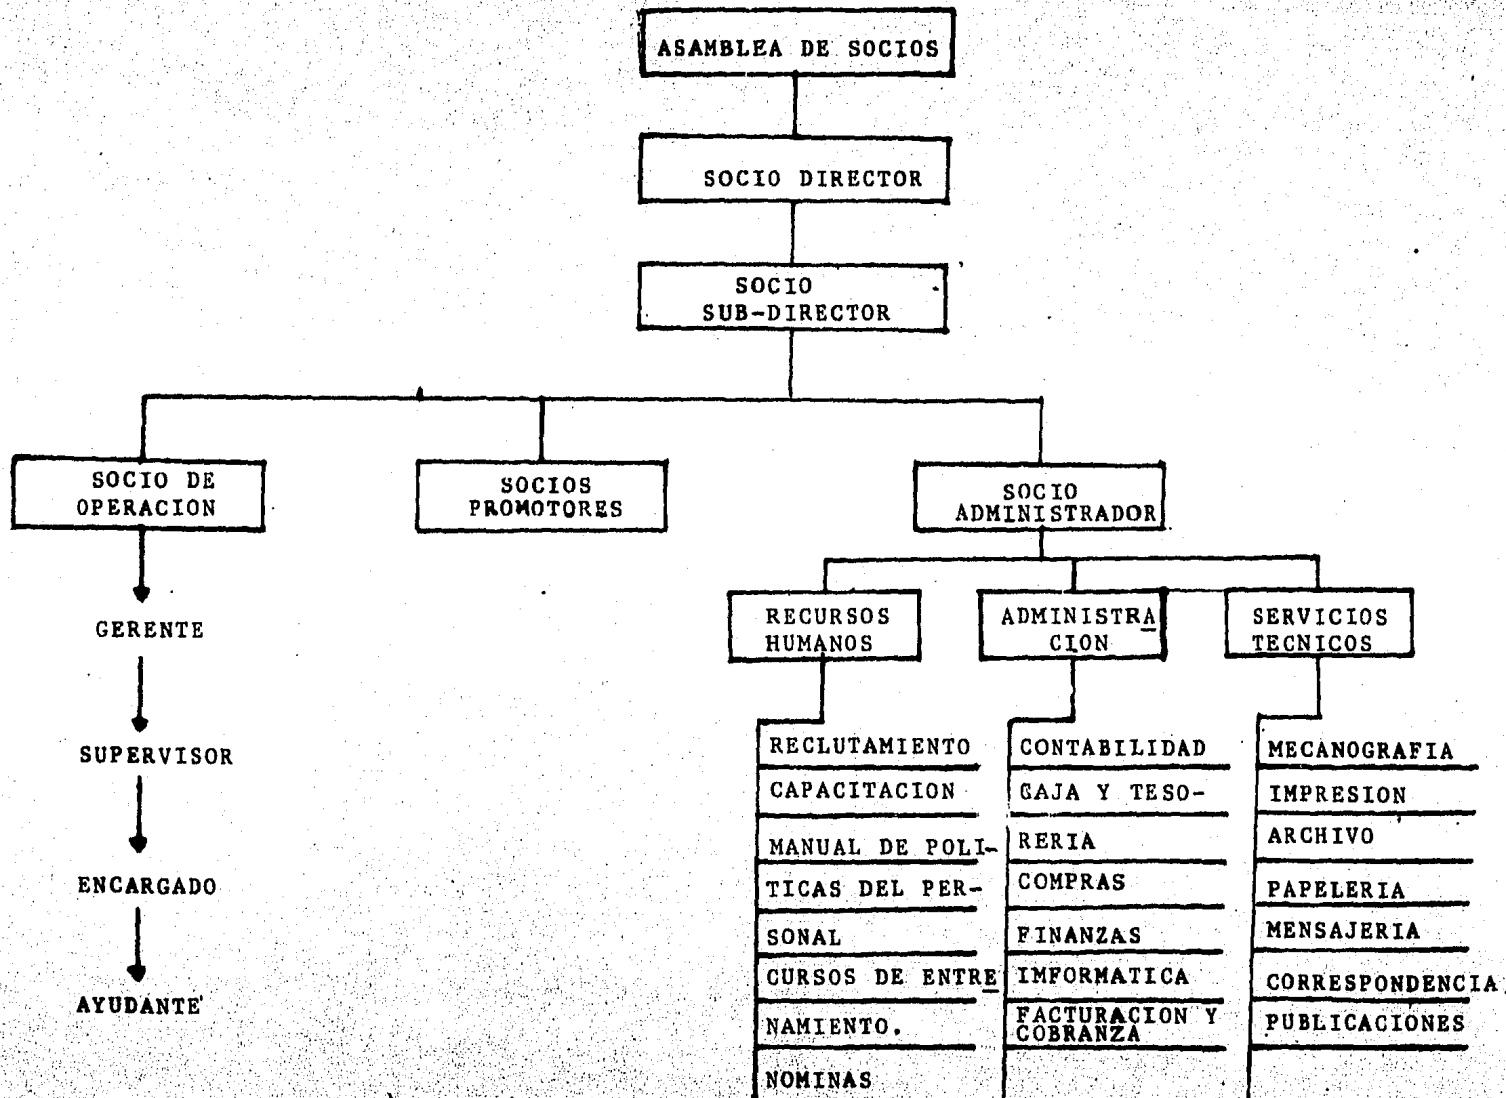 ASAMBLEA DE SOCIOS
SOCIO DIRECTOR
SOCIO
SUB-DIRECTOR
SOCIO DE
OPERACION
SOCIOS
PROMOTORES
SOCIO
ADMINISTRADOR
GERENTE
SUPERVISOR
ENCARGADO
AYUDANTE
RECURSOS
HUMANOS
RECLUTAMIENTO
CAPACITACION
MANUAL DE POLI-
TICAS DEL PER-
SONAL
CURSOS DE ENTRE
NAMIENTO.
NOMINAS
ADMINISTRA
CION
CONTABILIDAD
CAJA Y TESO-
RERIA
COMPRAS
FINANZAS
IMFORMATICA
FACTURACION Y
COBRANZA
SERVICIOS
TECNICOS
MECANOGRAFIA
IMPRESION
ARCHIVO
PAPELERIA
MENSAJERIA
CORRESPONDENCIA
PUBLICACIONES